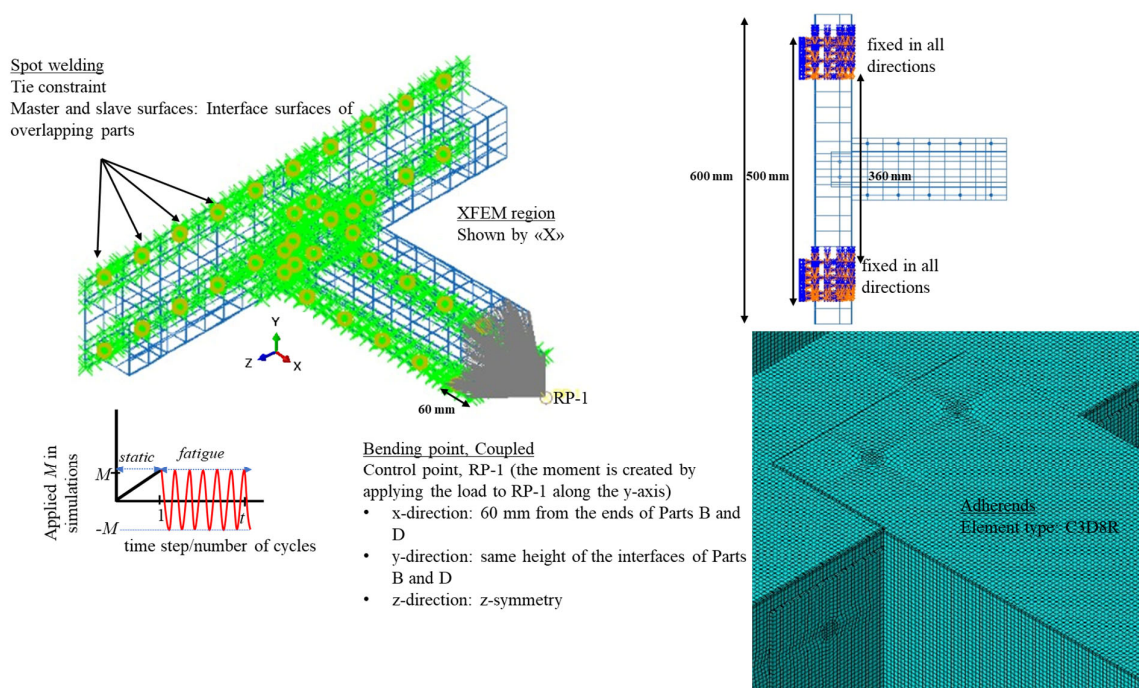 Spot welding
Tie constraint
Master and slave surfaces: Interface surfaces of
overlapping parts
XFEM region
Shown by «X»
Y
Z
X
60 mm
RP-1
fixed in all
directions
600 mm
500 mm
360 mm
fixed in all
directions
Applied M in
simulations
static
fatigue
M
-M
1
t
time step/number of cycles
Bending point, Coupled
Control point, RP-1 (the moment is created by
applying the load to RP-1 along the y-axis)
• x-direction: 60 mm from the ends of Parts B and
D
• y-direction: same height of the interfaces of Parts
B and D
• z-direction: z-symmetry
Adherends
Element type: C3D8R